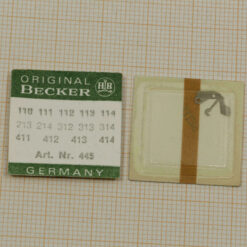 ORIGINAL
BECKER
110 111 112 113 114
213 214 312 313 314
411 412 413 414
Art. Nr. 445
GERMANY